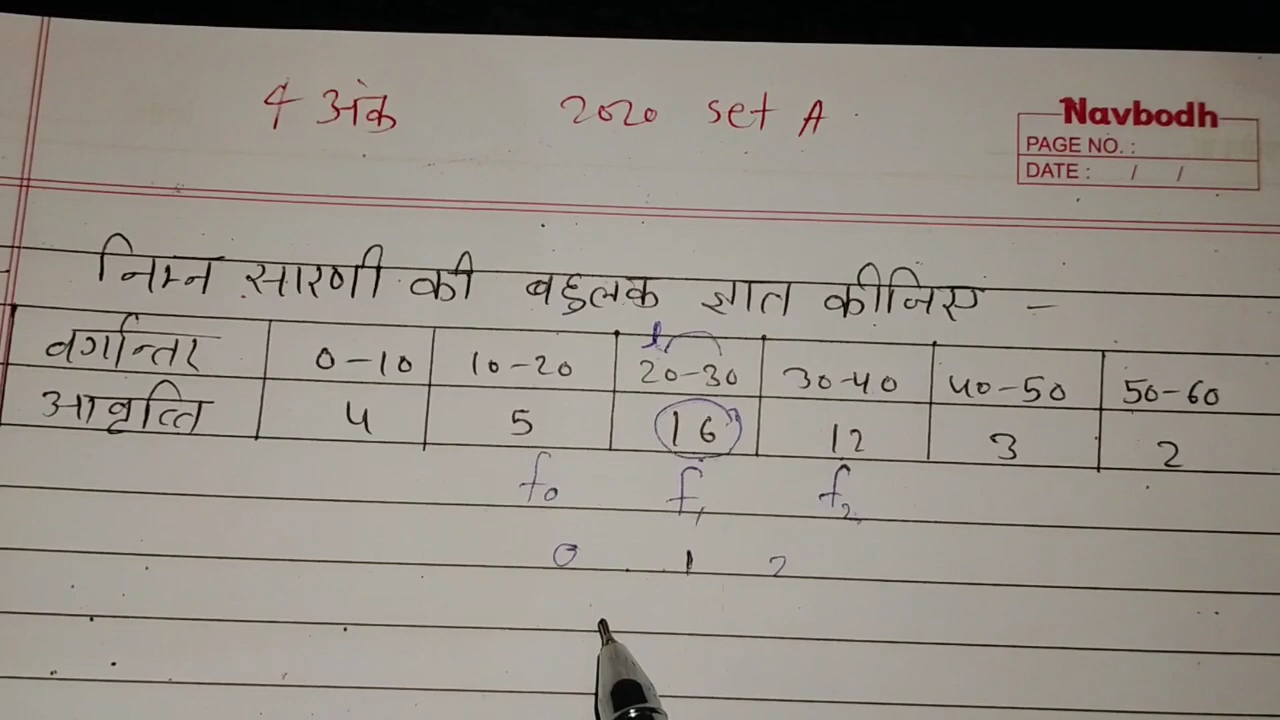 4 अंक 2020 set A
Navbodh
PAGE NO. :
DATE : / /
निम्न सारणी की बहुलक ज्ञात कीजिए -
l
वर्गान्तर 0-10 10-20 20-30 30-40 40-50 50-60
आवृत्ति 4 5 16 12 3 2
f₀ f₁ f₂
0 1 2